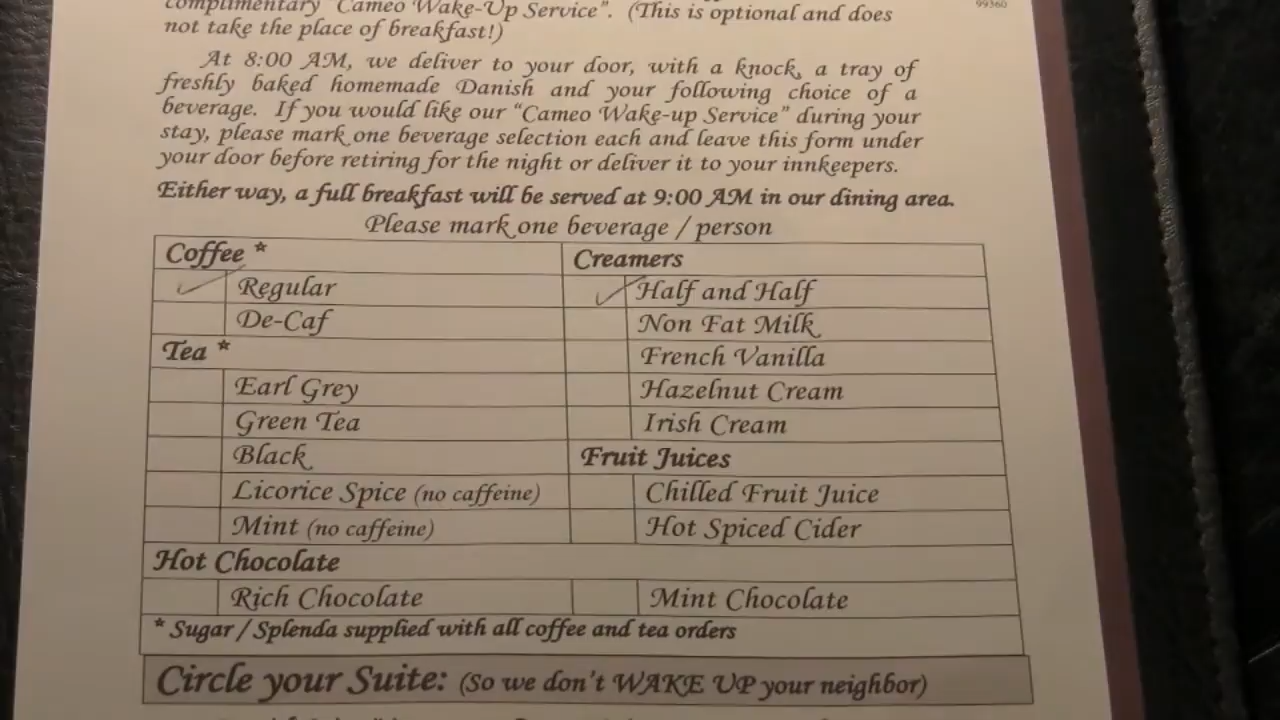 complimentary "Cameo Wake-Up Service". (This is optional and does
99360
not take the place of breakfast!)
At 8:00 AM, we deliver to your door, with a knock, a tray of
freshly baked homemade Danish and your following choice of a
beverage. If you would like our "Cameo Wake-up Service" during your
stay, please mark one beverage selection each and leave this form under
your door before retiring for the night or deliver it to your innkeepers.
Either way, a full breakfast will be served at 9:00 AM in our dining area.
Please mark one beverage / person
Coffee * Creamers
✓ Regular ✓ Half and Half
De-Caf Non Fat Milk
Tea * French Vanilla
Earl Grey Hazelnut Cream
Green Tea Irish Cream
Black Fruit Juices
Licorice Spice (no caffeine) Chilled Fruit Juice
Mint (no caffeine) Hot Spiced Cider
Hot Chocolate
Rich Chocolate Mint Chocolate
* Sugar / Splenda supplied with all coffee and tea orders
Circle your Suite: (So we don't WAKE UP your neighbor)